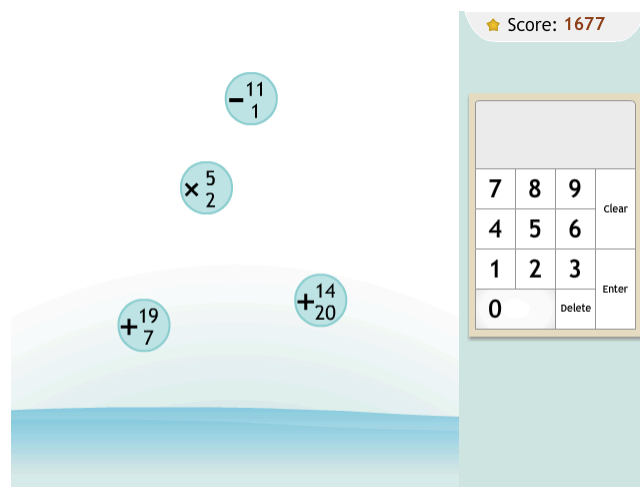 Score: 1677
− 11
1
× 5
2
+ 14
20
+ 19
7
7 8 9
Clear
4 5 6
1 2 3
Enter
0 Delete